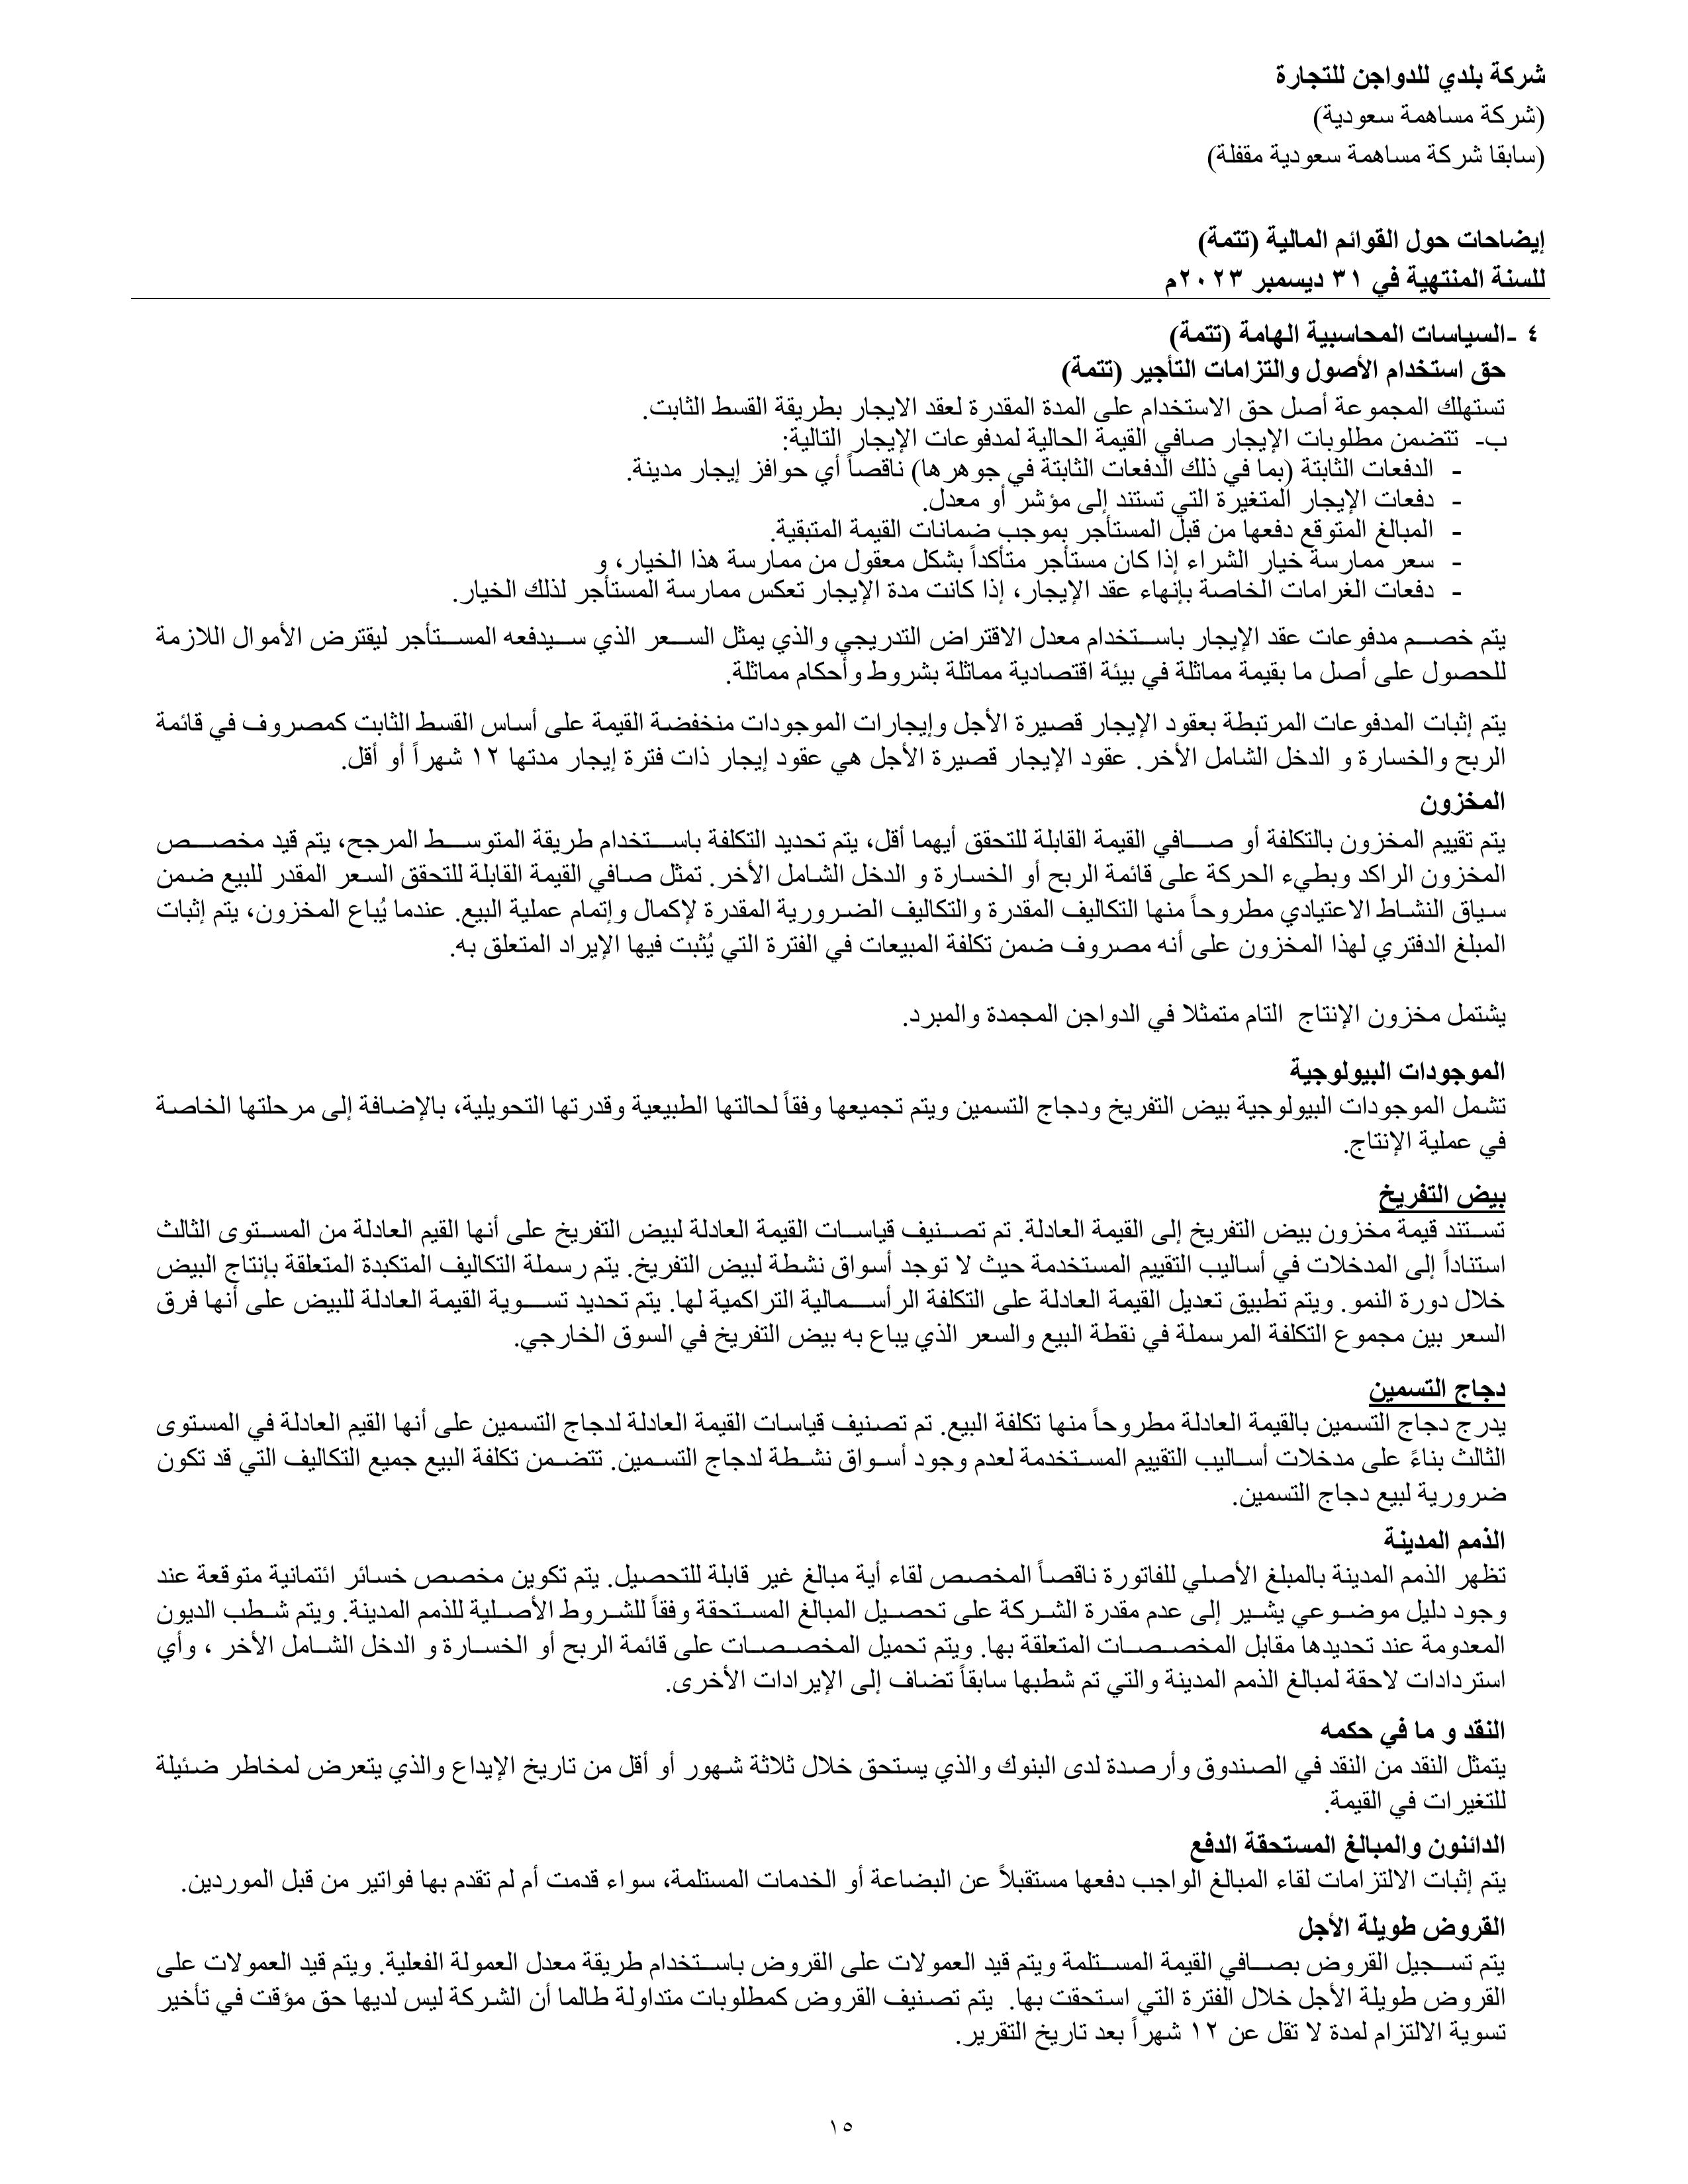 شركة بلدي للدواجن للتجارة
(شركة مساهمة سعودية)
(سابقا شركة مساهمة سعودية مقفلة)
إيضاحات حول القوائم المالية (تتمة)
للسنة المنتهية في ٣١ ديسمبر ٢٠٢٣م
٤ -السياسات المحاسبية الهامة (تتمة)
حق استخدام الأصول والتزامات التأجير (تتمة)
تستهلك المجموعة أصل حق الاستخدام على المدة المقدرة لعقد الايجار بطريقة القسط الثابت.
ب- تتضمن مطلوبات الإيجار صافي القيمة الحالية لمدفوعات الإيجار التالية:
- الدفعات الثابتة (بما في ذلك الدفعات الثابتة في جوهرها) ناقصاً أي حوافز إيجار مدينة.
- دفعات الإيجار المتغيرة التي تستند إلى مؤشر أو معدل.
- المبالغ المتوقع دفعها من قبل المستأجر بموجب ضمانات القيمة المتبقية.
- سعر ممارسة خيار الشراء إذا كان مستأجر متأكداً بشكل معقول من ممارسة هذا الخيار، و
- دفعات الغرامات الخاصة بإنهاء عقد الإيجار، إذا كانت مدة الإيجار تعكس ممارسة المستأجر لذلك الخيار.
يتم خصم مدفوعات عقد الإيجار باستخدام معدل الاقتراض التدريجي والذي يمثل السعر الذي سيدفعه المستأجر ليقترض الأموال اللازمة
للحصول على أصل ما بقيمة مماثلة في بيئة اقتصادية مماثلة بشروط وأحكام مماثلة.
يتم إثبات المدفوعات المرتبطة بعقود الإيجار قصيرة الأجل وإيجارات الموجودات منخفضة القيمة على أساس القسط الثابت كمصروف في قائمة
الربح والخسارة و الدخل الشامل الأخر. عقود الإيجار قصيرة الأجل هي عقود إيجار ذات فترة إيجار مدتها ١٢ شهراً أو أقل.
المخزون
يتم تقييم المخزون بالتكلفة أو صافي القيمة القابلة للتحقق أيهما أقل، يتم تحديد التكلفة باستخدام طريقة المتوسط المرجح، يتم قيد مخصص
المخزون الراكد وبطيء الحركة على قائمة الربح أو الخسارة و الدخل الشامل الأخر. تمثل صافي القيمة القابلة للتحقق السعر المقدر للبيع ضمن
سياق النشاط الاعتيادي مطروحاً منها التكاليف المقدرة والتكاليف الضرورية المقدرة لإكمال وإتمام عملية البيع. عندما يُباع المخزون، يتم إثبات
المبلغ الدفتري لهذا المخزون على أنه مصروف ضمن تكلفة المبيعات في الفترة التي يُثبت فيها الإيراد المتعلق به.
يشتمل مخزون الإنتاج التام متمثلا في الدواجن المجمدة والمبرد.
الموجودات البيولوجية
تشمل الموجودات البيولوجية بيض التفريخ ودجاج التسمين ويتم تجميعها وفقاً لحالتها الطبيعية وقدرتها التحويلية، بالإضافة إلى مرحلتها الخاصة
في عملية الإنتاج.
بيض التفريخ
تستند قيمة مخزون بيض التفريخ إلى القيمة العادلة. تم تصنيف قياسات القيمة العادلة لبيض التفريخ على أنها القيم العادلة من المستوى الثالث
استناداً إلى المدخلات في أساليب التقييم المستخدمة حيث لا توجد أسواق نشطة لبيض التفريخ. يتم رسملة التكاليف المتكبدة المتعلقة بإنتاج البيض
خلال دورة النمو. ويتم تطبيق تعديل القيمة العادلة على التكلفة الرأسمالية التراكمية لها. يتم تحديد تسوية القيمة العادلة للبيض على أنها فرق
السعر بين مجموع التكلفة المرسملة في نقطة البيع والسعر الذي يباع به بيض التفريخ في السوق الخارجي.
دجاج التسمين
يدرج دجاج التسمين بالقيمة العادلة مطروحاً منها تكلفة البيع. تم تصنيف قياسات القيمة العادلة لدجاج التسمين على أنها القيم العادلة في المستوى
الثالث بناءً على مدخلات أساليب التقييم المستخدمة لعدم وجود أسواق نشطة لدجاج التسمين. تتضمن تكلفة البيع جميع التكاليف التي قد تكون
ضرورية لبيع دجاج التسمين.
الذمم المدينة
تظهر الذمم المدينة بالمبلغ الأصلي للفاتورة ناقصاً المخصص لقاء أية مبالغ غير قابلة للتحصيل. يتم تكوين مخصص خسائر ائتمانية متوقعة عند
وجود دليل موضوعي يشير إلى عدم مقدرة الشركة على تحصيل المبالغ المستحقة وفقاً للشروط الأصلية للذمم المدينة. ويتم شطب الديون
المعدومة عند تحديدها مقابل المخصصات المتعلقة بها. ويتم تحميل المخصصات على قائمة الربح أو الخسارة و الدخل الشامل الأخر ، وأي
استردادات لاحقة لمبالغ الذمم المدينة والتي تم شطبها سابقاً تضاف إلى الإيرادات الأخرى.
النقد و ما في حكمه
يتمثل النقد من النقد في الصندوق وأرصدة لدى البنوك والذي يستحق خلال ثلاثة شهور أو أقل من تاريخ الإيداع والذي يتعرض لمخاطر ضئيلة
للتغيرات في القيمة.
الدائنون والمبالغ المستحقة الدفع
يتم إثبات الالتزامات لقاء المبالغ الواجب دفعها مستقبلاً عن البضاعة أو الخدمات المستلمة، سواء قدمت أم لم تقدم بها فواتير من قبل الموردين.
القروض طويلة الأجل
يتم تسجيل القروض بصافي القيمة المستلمة ويتم قيد العمولات على القروض باستخدام طريقة معدل العمولة الفعلية. ويتم قيد العمولات على
القروض طويلة الأجل خلال الفترة التي استحقت بها. يتم تصنيف القروض كمطلوبات متداولة طالما أن الشركة ليس لديها حق مؤقت في تأخير
تسوية الالتزام لمدة لا تقل عن ١٢ شهراً بعد تاريخ التقرير.
١٥